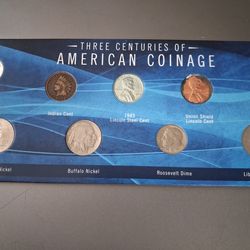 THREE CENTURIES OF
AMERICAN COINAGE
Indian Cent
1943
Lincoln Steel Cent
Union Shield
Lincoln Cent
Nickel
Buffalo Nickel
Roosevelt Dime
Lib